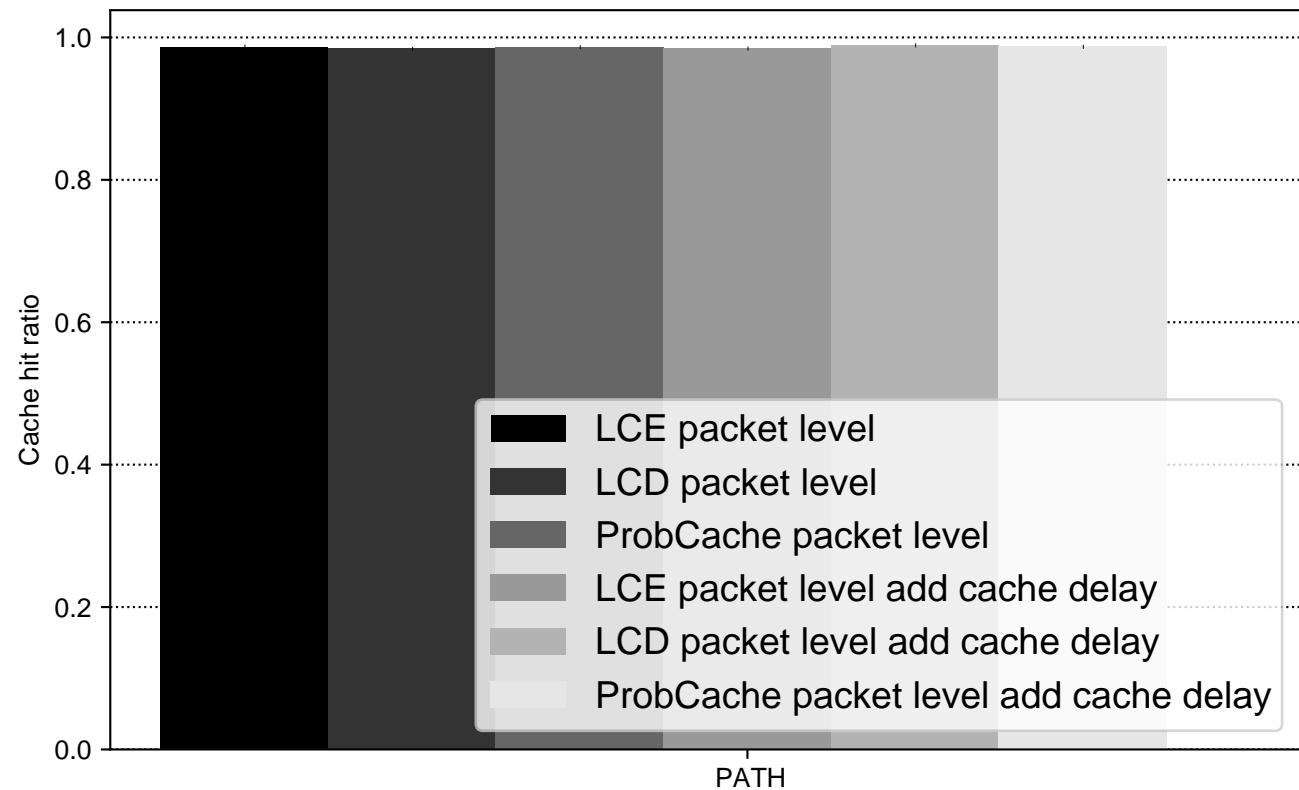 1.0
0.8
0.6
0.4
0.2
0.0
Cache hit ratio
LCE packet level
LCD packet level
ProbCache packet level
LCE packet level add cache delay
LCD packet level add cache delay
ProbCache packet level add cache delay
PATH